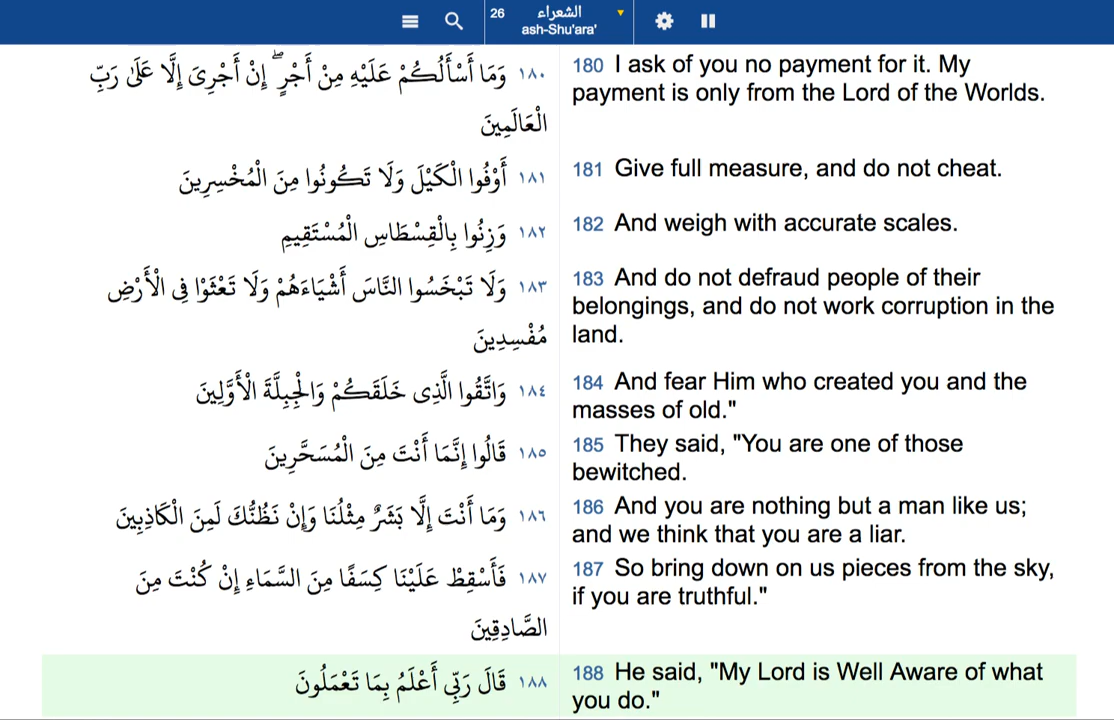 26
الشعراء
ash-Shu'ara'
١٨٠ وَمَا أَسْأَلُكُمْ عَلَيْهِ مِنْ أَجْرٍ ۖ إِنْ أَجْرِىَ إِلَّا عَلَىٰ رَبِّ
الْعَالَمِينَ
180 I ask of you no payment for it. My
payment is only from the Lord of the Worlds.
١٨١ أَوْفُوا الْكَيْلَ وَلَا تَكُونُوا مِنَ الْمُخْسِرِينَ
181 Give full measure, and do not cheat.
١٨٢ وَزِنُوا بِالْقِسْطَاسِ الْمُسْتَقِيمِ
182 And weigh with accurate scales.
١٨٣ وَلَا تَبْخَسُوا النَّاسَ أَشْيَاءَهُمْ وَلَا تَعْثَوْا فِى الْأَرْضِ
مُفْسِدِينَ
183 And do not defraud people of their
belongings, and do not work corruption in the
land.
١٨٤ وَاتَّقُوا الَّذِى خَلَقَكُمْ وَالْجِبِلَّةَ الْأَوَّلِينَ
184 And fear Him who created you and the
masses of old."
١٨٥ قَالُوا إِنَّمَا أَنْتَ مِنَ الْمُسَحَّرِينَ
185 They said, "You are one of those
bewitched.
١٨٦ وَمَا أَنْتَ إِلَّا بَشَرٌ مِثْلُنَا وَإِنْ نَظُنُّكَ لَمِنَ الْكَاذِبِينَ
186 And you are nothing but a man like us;
and we think that you are a liar.
١٨٧ فَأَسْقِطْ عَلَيْنَا كِسَفًا مِنَ السَّمَاءِ إِنْ كُنْتَ مِنَ
الصَّادِقِينَ
187 So bring down on us pieces from the sky,
if you are truthful."
١٨٨ قَالَ رَبِّي أَعْلَمُ بِمَا تَعْمَلُونَ
188 He said, "My Lord is Well Aware of what
you do."